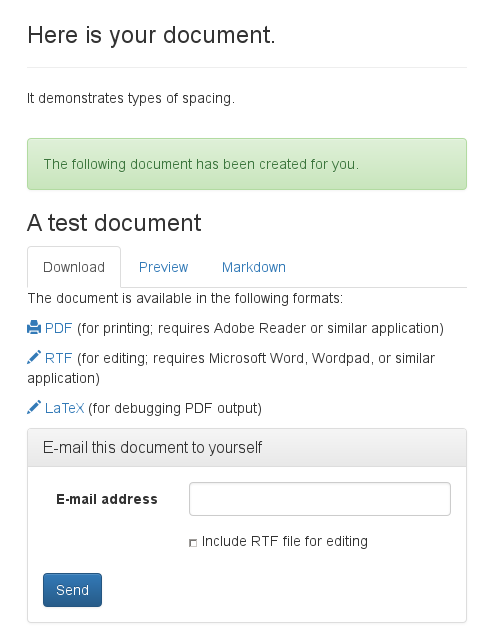 Here is your document.
It demonstrates types of spacing.
The following document has been created for you.
A test document
Download Preview Markdown
The document is available in the following formats:
PDF (for printing; requires Adobe Reader or similar application)
RTF (for editing; requires Microsoft Word, Wordpad, or similar
application)
LaTeX (for debugging PDF output)
E-mail this document to yourself
E-mail address
Include RTF file for editing
Send